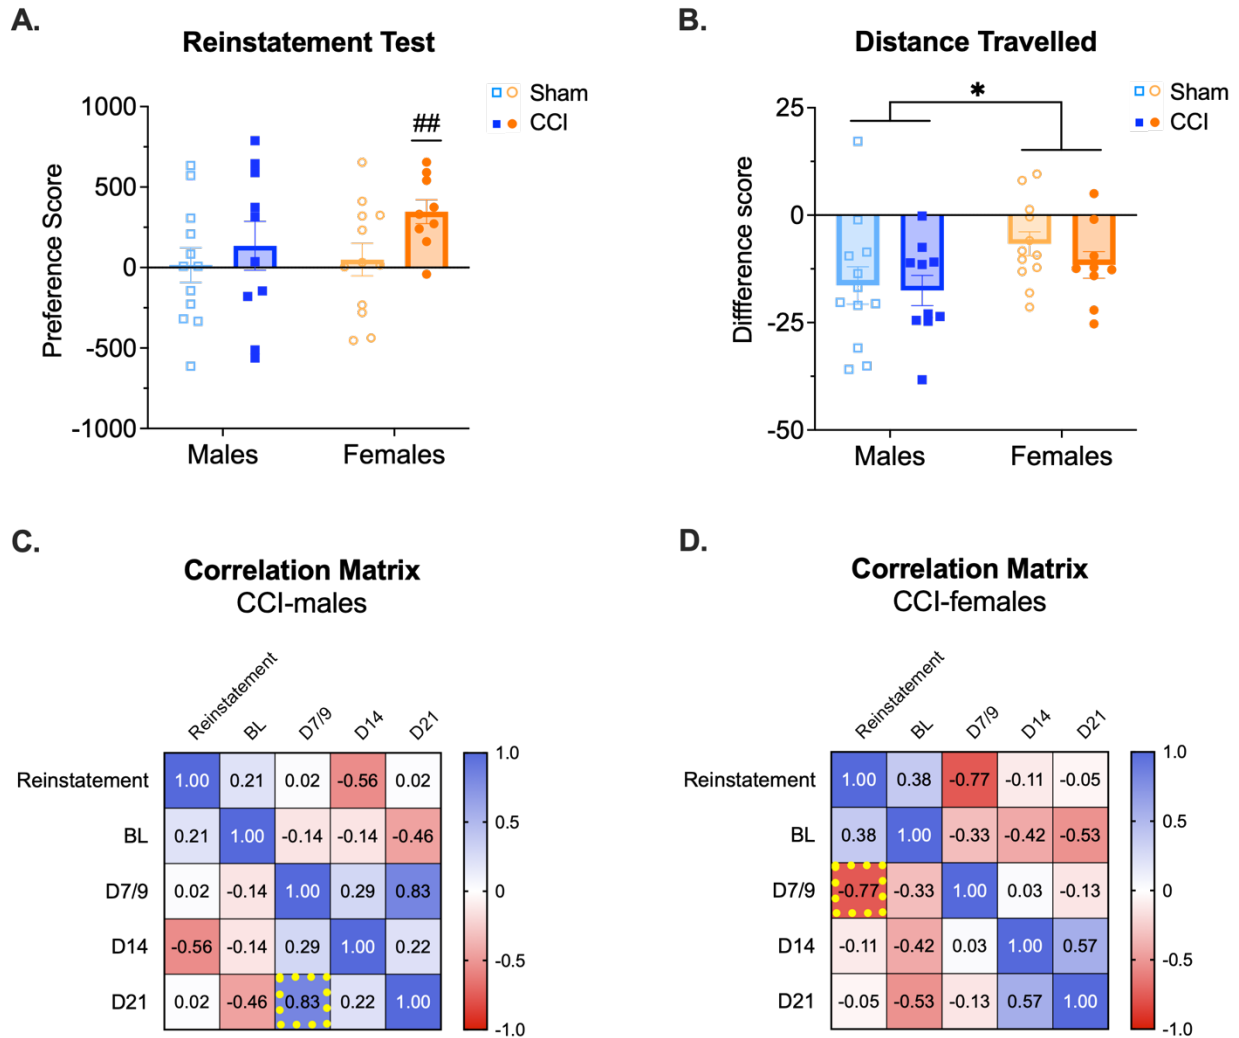 A.
Reinstatement Test
Sham
CCI
##
1000
500
0
-500
-1000
Preference Score
Males
Females
B.
Distance Travelled
Sham
CCI
*
25
0
-25
-50
Diffference score
Males
Females
C.
Correlation Matrix
CCI-males
Reinstatement BL D7/9 D14 D21
Reinstatement 1.00 0.21 0.02 -0.56 0.02
BL 0.21 1.00 -0.14 -0.14 -0.46
D7/9 0.02 -0.14 1.00 0.29 0.83
D14 -0.56 -0.14 0.29 1.00 0.22
D21 0.02 -0.46 0.83 0.22 1.00
1.0
0.5
0
-0.5
-1.0
D.
Correlation Matrix
CCI-females
Reinstatement BL D7/9 D14 D21
Reinstatement 1.00 0.38 -0.77 -0.11 -0.05
BL 0.38 1.00 -0.33 -0.42 -0.53
D7/9 -0.77 -0.33 1.00 0.03 -0.13
D14 -0.11 -0.42 0.03 1.00 0.57
D21 -0.05 -0.53 -0.13 0.57 1.00
1.0
0.5
0
-0.5
-1.0